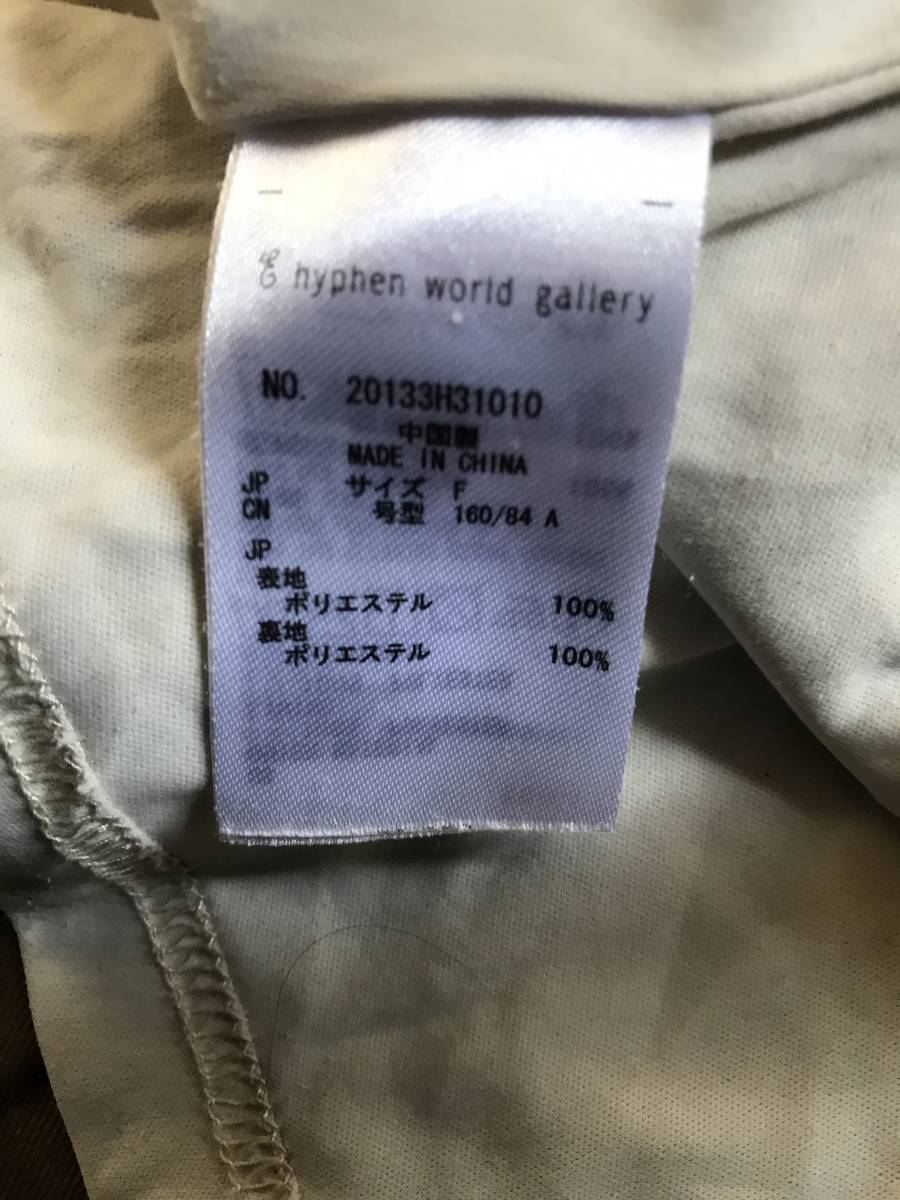 hyphen world gallery
NO. 20133H31010
中国製
MADE IN CHINA
JP サイズ F
CN 号型 160/84 A
JP
表地
ポリエステル 100%
裏地
ポリエステル 100%